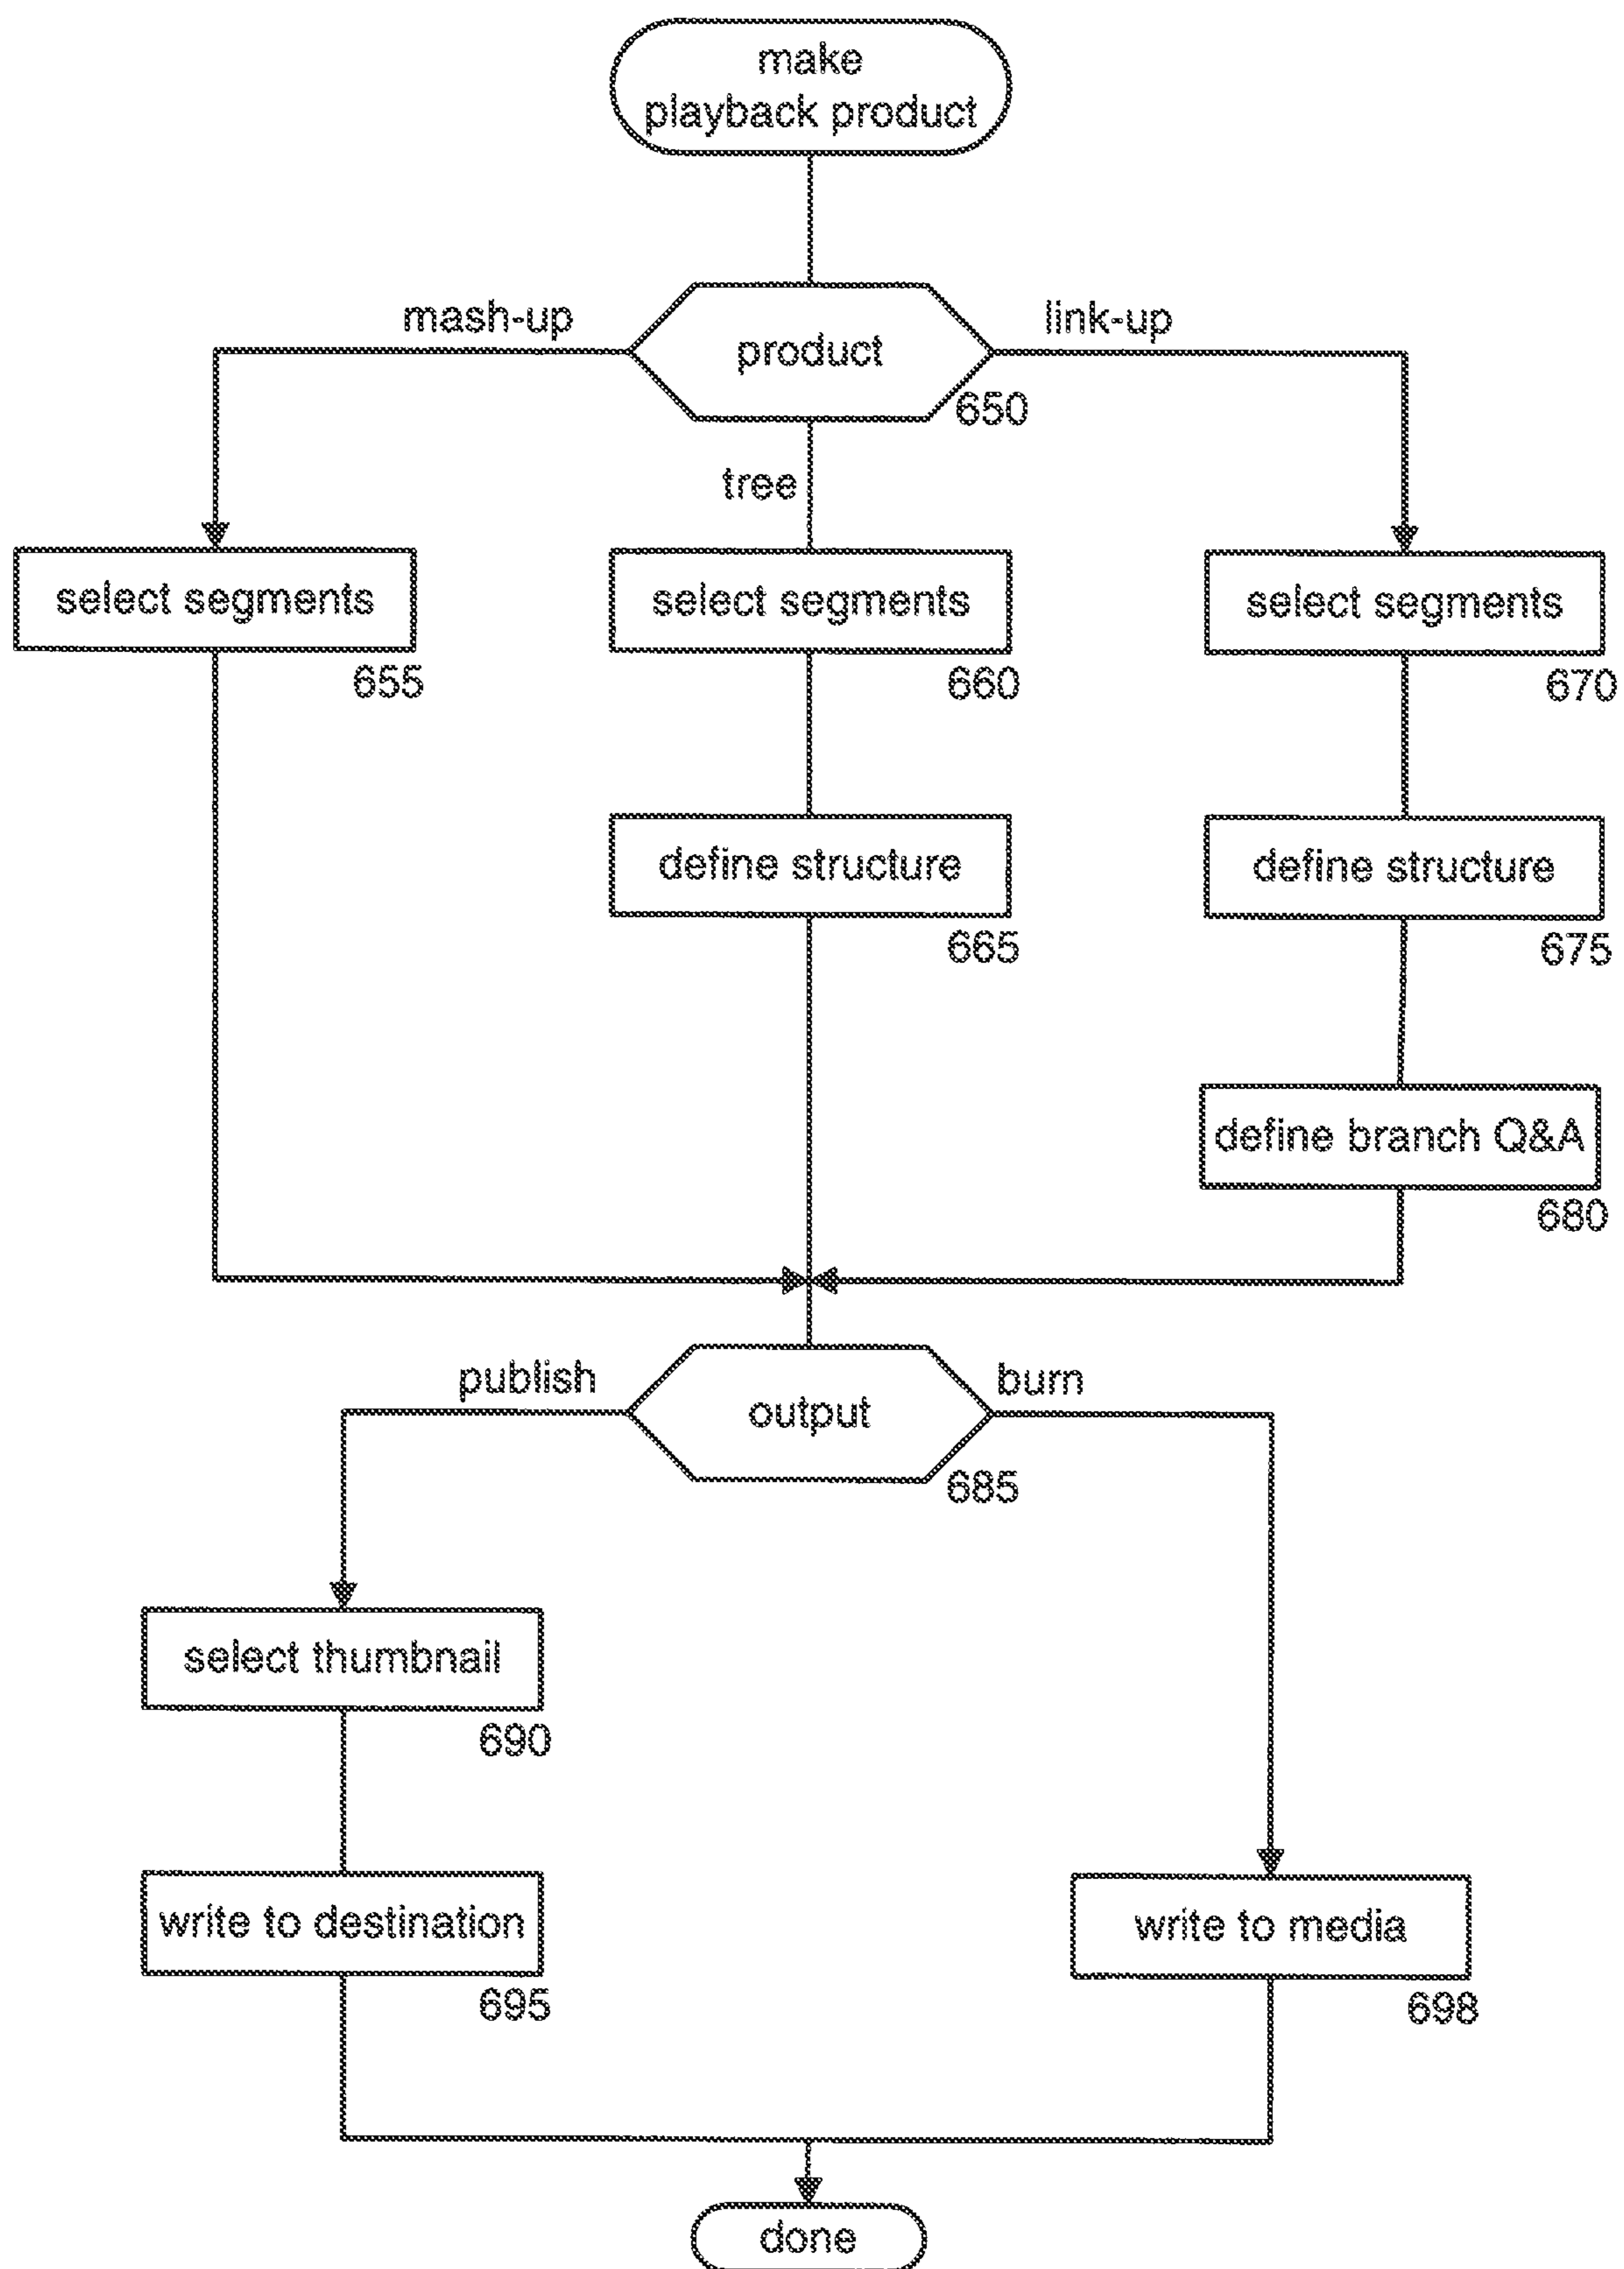 make
playback product
mash-up
link-up
product
650
tree
select segments
select segments
select segments
655
660
670
define structure
define structure
665
675
define branch Q&A
680
publish
burn
output
685
select thumbnail
690
write to destination
write to media
695
698
done